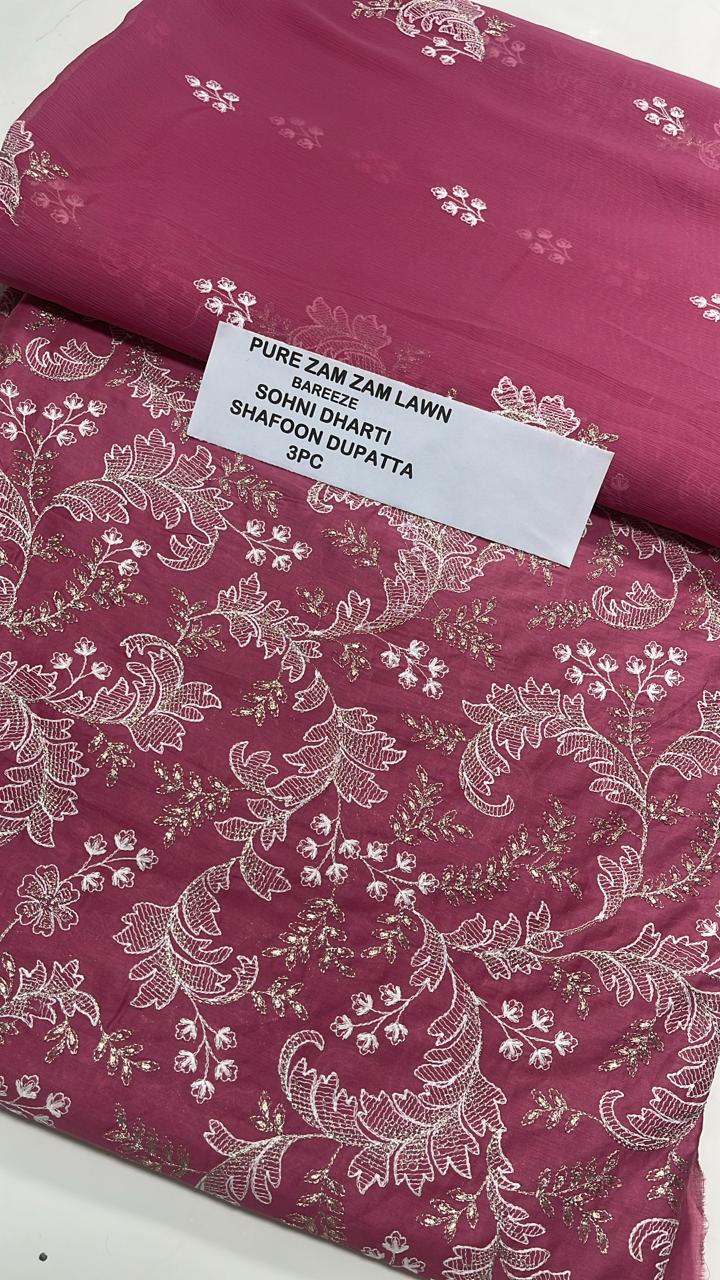 PURE ZAM ZAM LAWN
BAREEZE
SOHNI DHARTI
SHAFOON DUPATTA
3PC